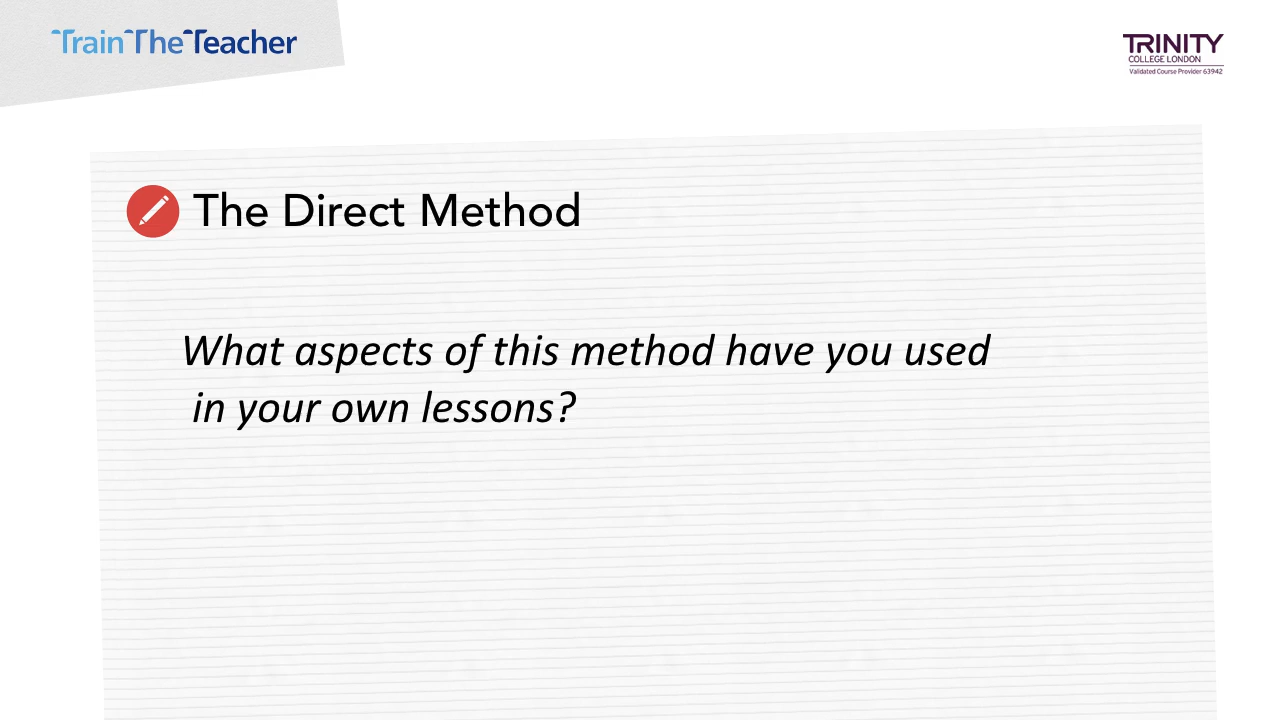 TrainTheTeacher
TRINITY
COLLEGE LONDON
Validated Course Provider 63942
The Direct Method
What aspects of this method have you used
in your own lessons?